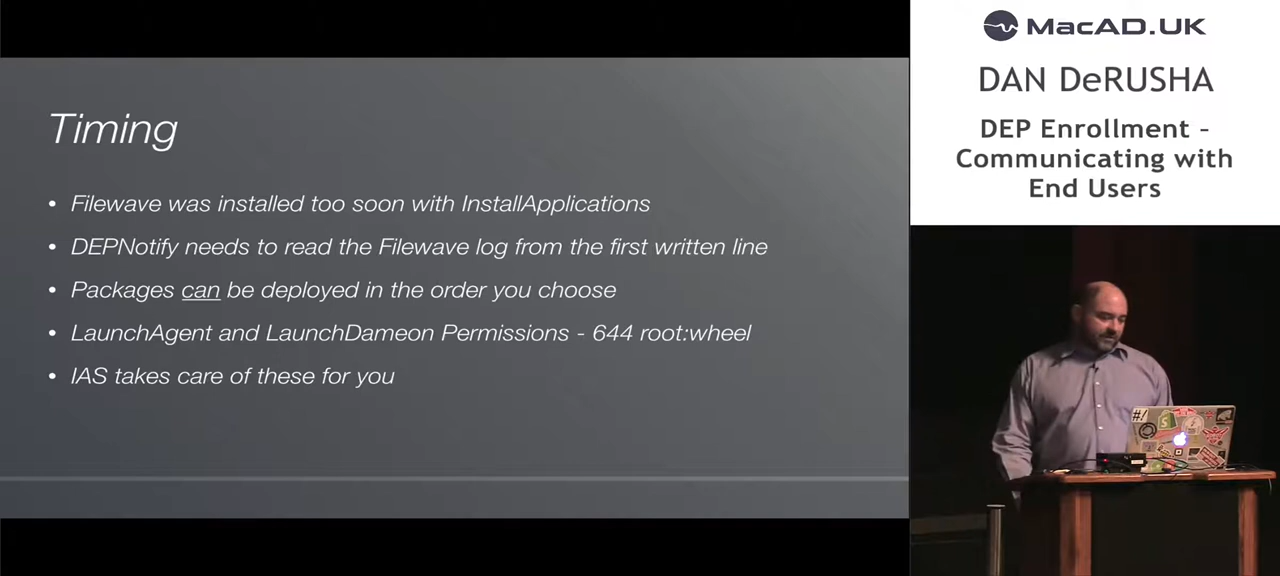 Timing
• Filewave was installed too soon with InstallApplications
• DEPNotify needs to read the Filewave log from the first written line
• Packages can be deployed in the order you choose
• LaunchAgent and LaunchDameon Permissions - 644 root:wheel
• IAS takes care of these for you
MacAD.UK
DAN DeRUSHA
DEP Enrollment –
Communicating with
End Users
#!